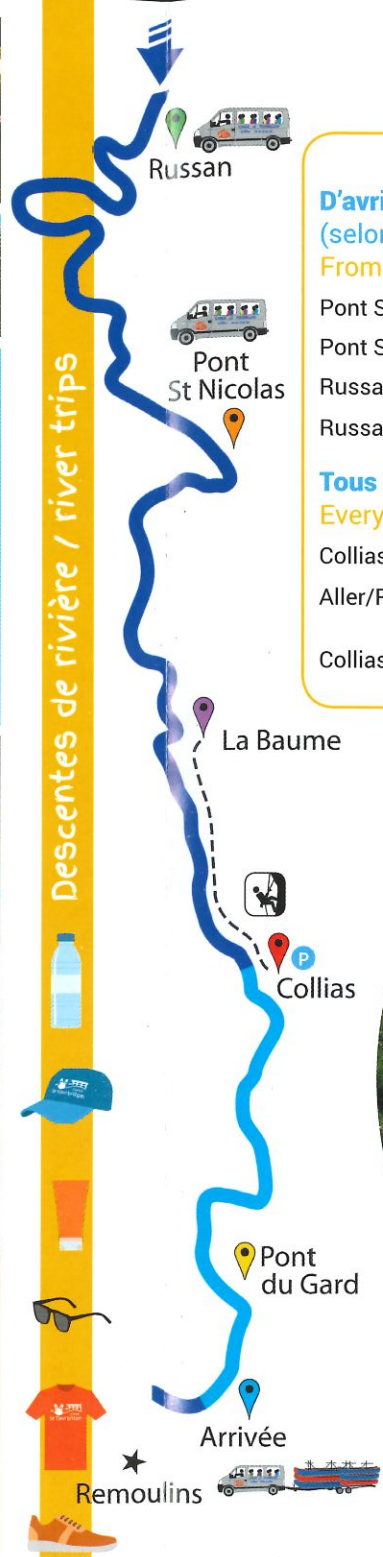 Russan
Pont
St Nicolas
Descentes de rivière / river trips
D'avri
(selon
From
Pont S
Pont S
Russa
Russa
Tous
Every
Collias
Aller/F
Collias
La Baume
P
Collias
Pont
du Gard
Arrivée
Remoulins